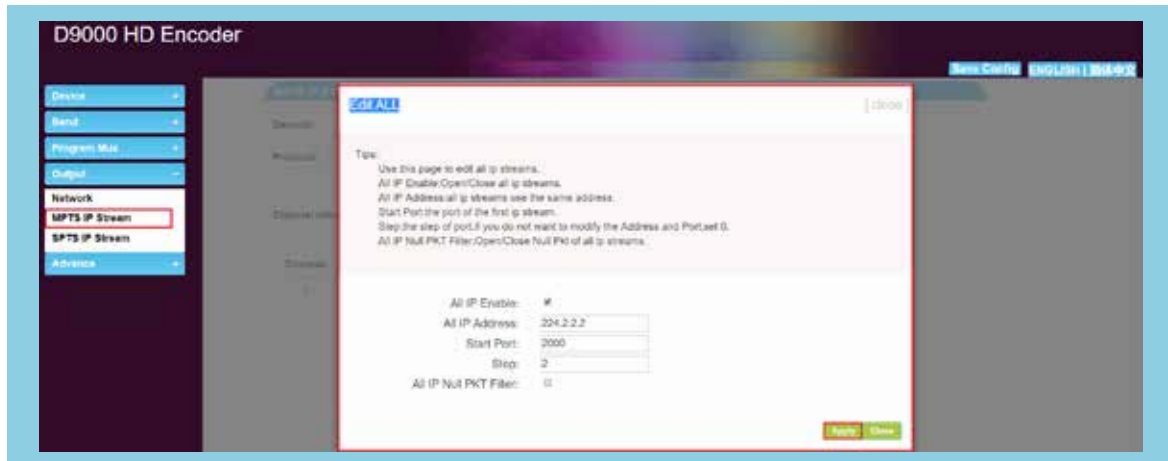 D9000 HD Encoder
Save Config ENGLISH | 简体中文
Device +
Band +
Program Mux +
Output -
Network
MPTS IP Stream
SPTS IP Stream
Advance +
Edit ALL
[ close ]
Tips:
Use this page to edit all ip streams.
All IP Enable:Open/Close all ip streams.
All IP Address:all ip streams use the same address.
Start Port:the port of the first ip stream.
Step:the step of port.if you do not want to modify the Address and Port,set 0.
All IP Null PKT Filter:Open/Close Null Pkt of all ip streams.
All IP Enable:
All IP Address: 224.2.2.2
Start Port: 2000
Step: 2
All IP Null PKT Filter:
Apply Close